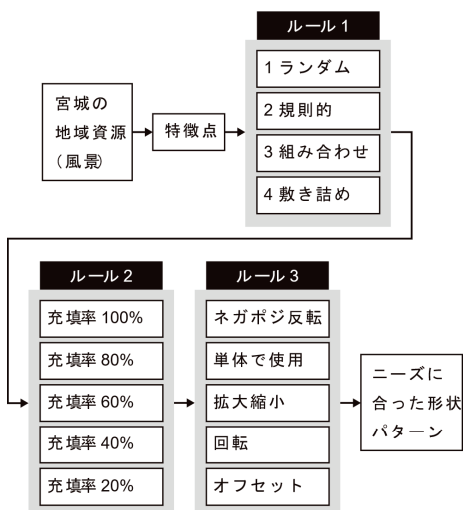 ルール 1
宮城の
地域資源
(風景)
特徴点
1 ランダム
2 規則的
3 組み合わせ
4 敷き詰め
ルール 2
充填率 100%
充填率 80%
充填率 60%
充填率 40%
充填率 20%
ルール 3
ネガポジ反転
単体で使用
拡大縮小
回転
オフセット
ニーズに
合った形状
パターン